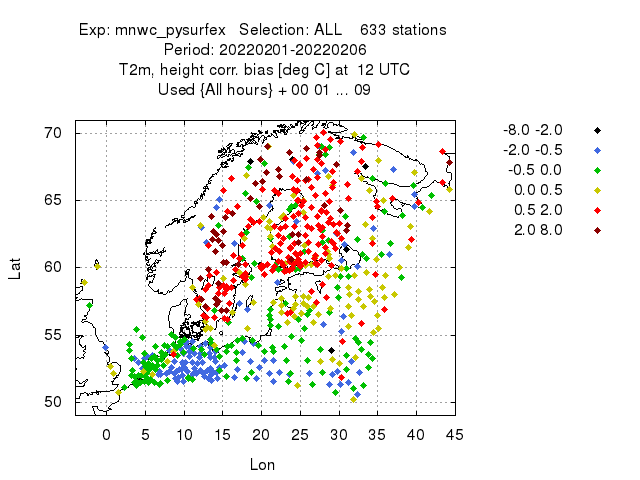 Exp: mnwc_pysurfex   Selection: ALL    633 stations
Period: 20220201-20220206
T2m, height corr. bias [deg C] at  12 UTC
Used {All hours} + 00 01 ... 09
-8.0 -2.0
-2.0 -0.5
-0.5 0.0
0.0 0.5
0.5 2.0
2.0 8.0
70
65
60
55
50
Lat
0 5 10 15 20 25 30 35 40 45
Lon